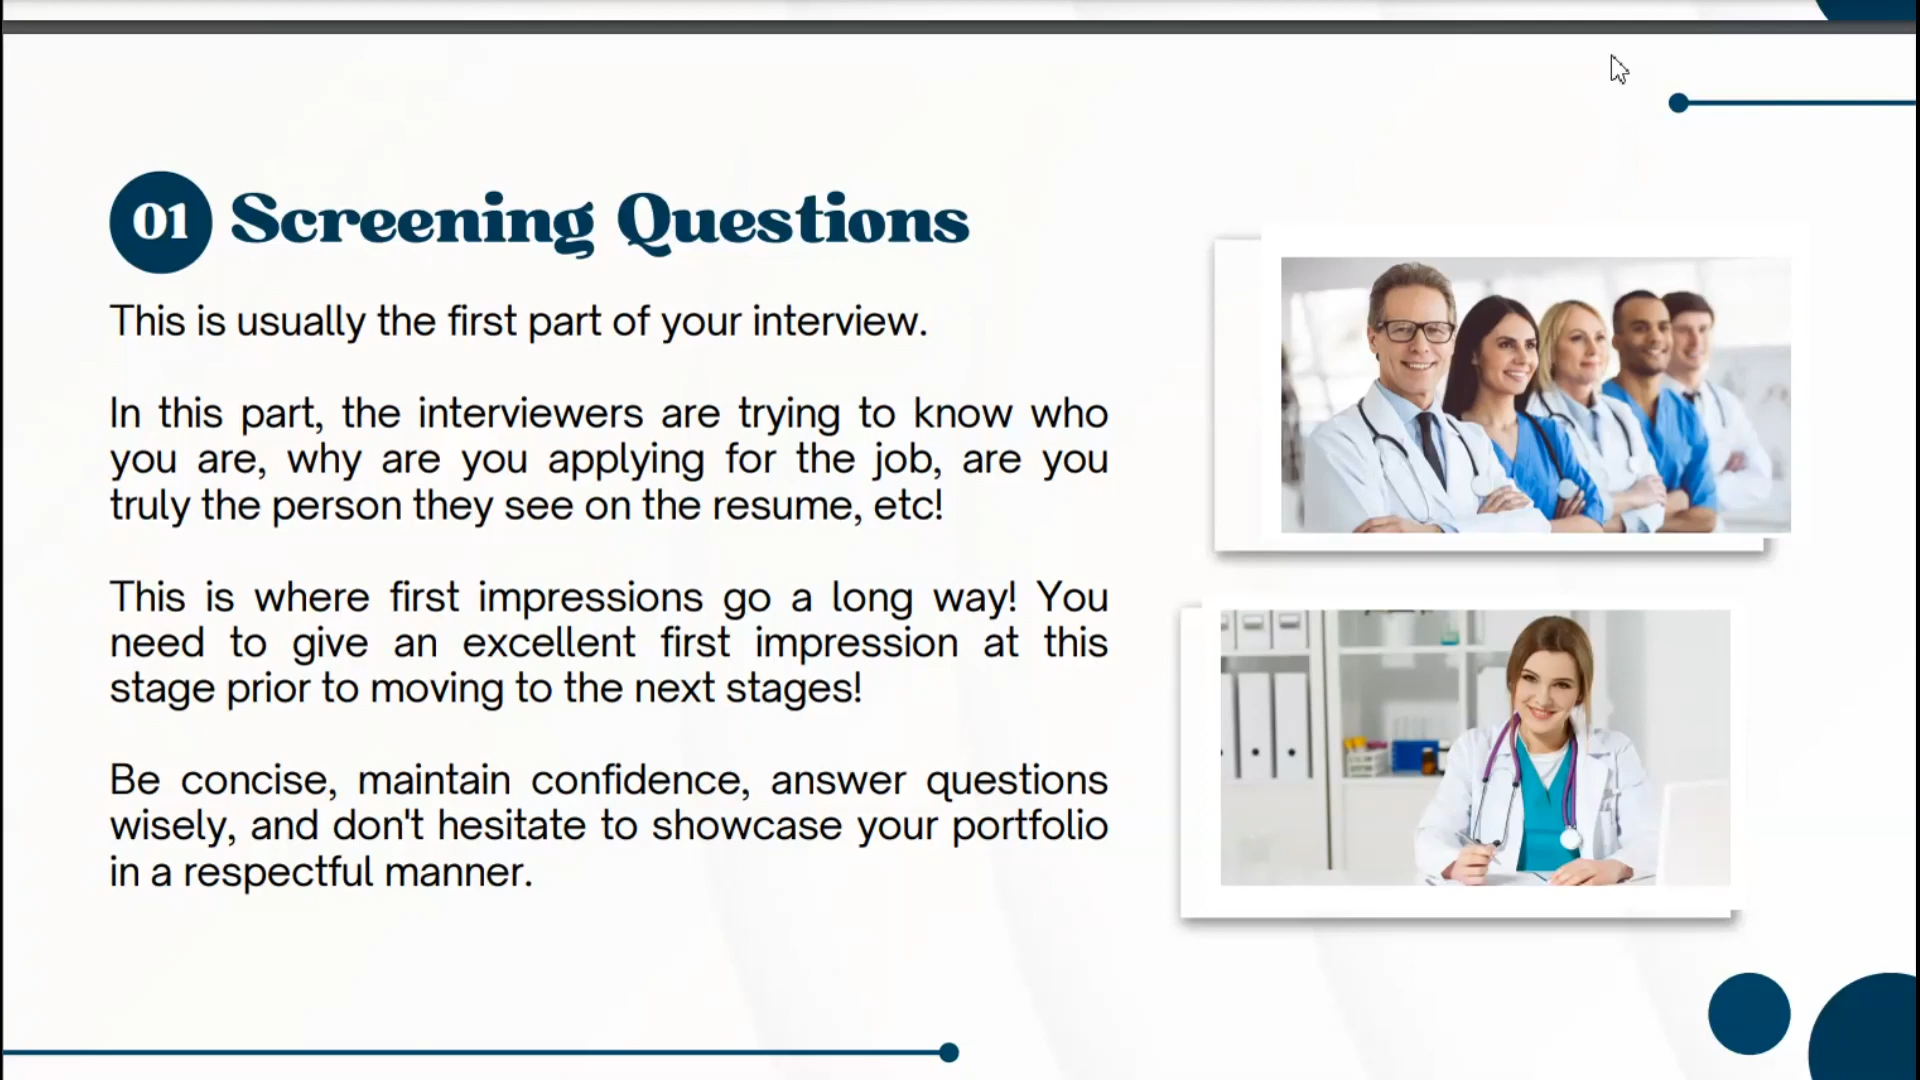 01 Screening Questions
This is usually the first part of your interview.
In this part, the interviewers are trying to know who
you are, why are you applying for the job, are you
truly the person they see on the resume, etc!
This is where first impressions go a long way! You
need to give an excellent first impression at this
stage prior to moving to the next stages!
Be concise, maintain confidence, answer questions
wisely, and don't hesitate to showcase your portfolio
in a respectful manner.